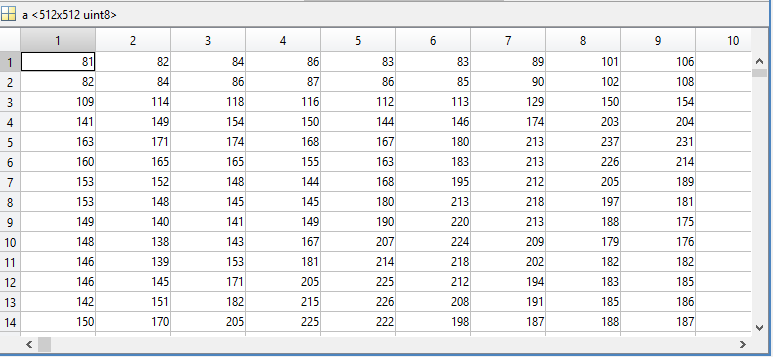 a <512x512 uint8>
1 2 3 4 5 6 7 8 9 10
1 81 82 84 86 83 83 89 101 106
2 82 84 86 87 86 85 90 102 108
3 109 114 118 116 112 113 129 150 154
4 141 149 154 150 144 146 174 203 204
5 163 171 174 168 167 180 213 237 231
6 160 165 165 155 163 183 213 226 214
7 153 152 148 144 168 195 212 205 189
8 153 148 145 145 180 213 218 197 181
9 149 140 141 149 190 220 213 188 175
10 148 138 143 167 207 224 209 179 176
11 146 139 153 181 214 218 202 182 182
12 146 145 171 205 225 212 194 183 185
13 142 151 182 215 226 208 191 185 186
14 150 170 205 225 222 198 187 188 187